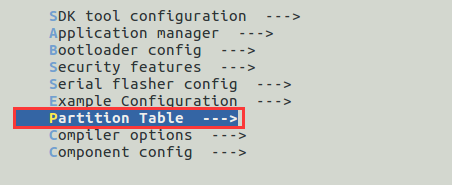 SDK tool configuration  --->
Application manager  --->
Bootloader config  --->
Security features  --->
Serial flasher config  --->
Example Configuration  --->
Partition Table  --->
Compiler options  --->
Component config  --->